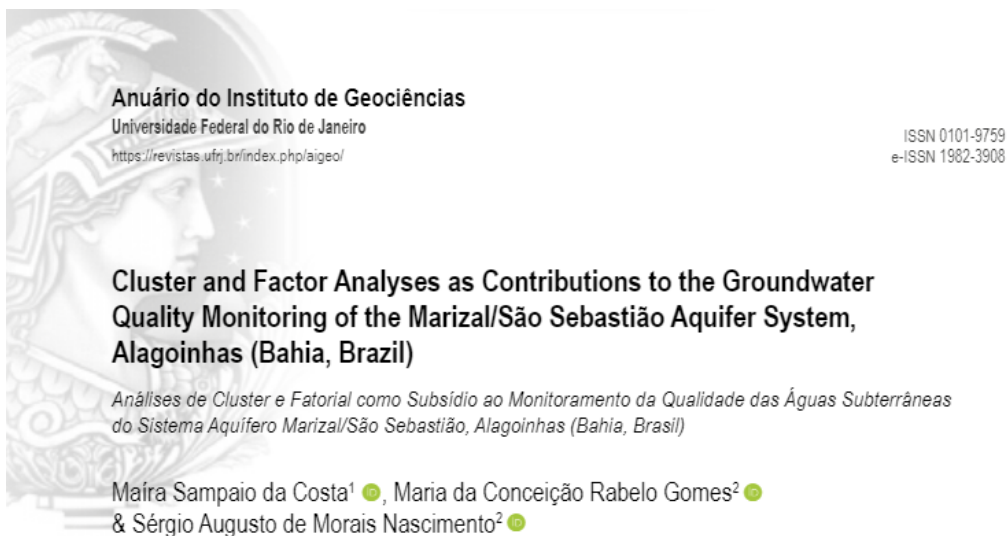 Anuário do Instituto de Geociências
Universidade Federal do Rio de Janeiro
https://revistas.ufrj.br/index.php/aigeo/
ISSN 0101-9759
e-ISSN 1982-3908
Cluster and Factor Analyses as Contributions to the Groundwater
Quality Monitoring of the Marizal/São Sebastião Aquifer System,
Alagoinhas (Bahia, Brazil)
Análises de Cluster e Fatorial como Subsídio ao Monitoramento da Qualidade das Águas Subterrâneas
do Sistema Aquífero Marizal/São Sebastião, Alagoinhas (Bahia, Brasil)
Maíra Sampaio da Costa¹ iD, Maria da Conceição Rabelo Gomes² iD
& Sérgio Augusto de Morais Nascimento² iD